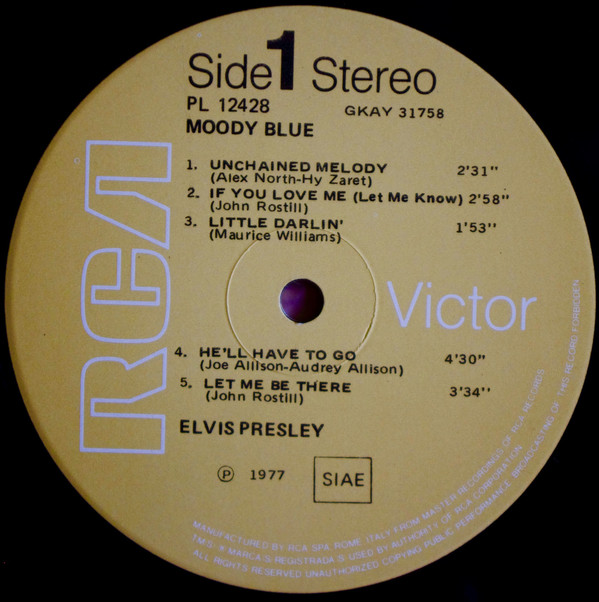 Side 1 Stereo
PL 12428
GKAY 31758
MOODY BLUE
1. UNCHAINED MELODY 2'31"
(Alex North-Hy Zaret)
2. IF YOU LOVE ME (Let Me Know) 2'58"
(John Rostill)
3. LITTLE DARLIN' 1'53"
(Maurice Williams)
RCA
Victor
4. HE'LL HAVE TO GO 4'30"
(Joe Allison-Audrey Allison)
5. LET ME BE THERE 3'34"
(John Rostill)
ELVIS PRESLEY
℗ 1977
SIAE
MANUFACTURED BY RCA SPA, ROME, ITALY, FROM MASTER RECORDINGS OF RCA RECORDS
TMS ® MARCA(S) REGISTRADA S USED BY AUTHORITY OF RCA CORPORATION
ALL RIGHTS RESERVED UNAUTHORIZED COPYING PUBLIC PERFORMANCE BROADCASTING OF THIS RECORD FORBIDDEN